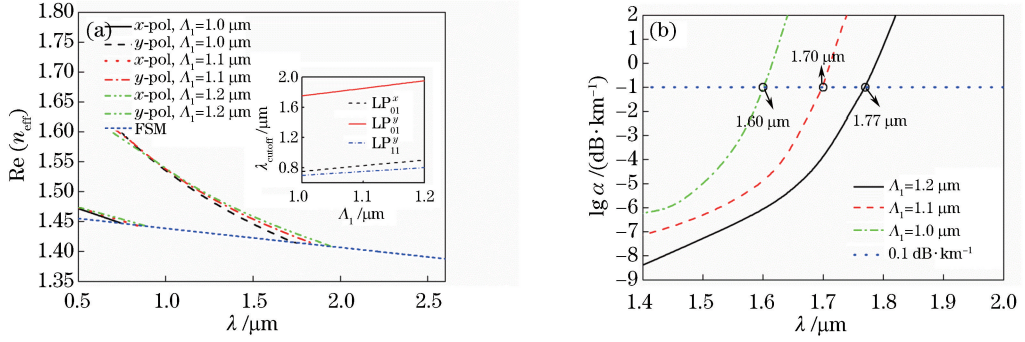 (a)
x-pol, Λ₁=1.0 μm
y-pol, Λ₁=1.0 μm
x-pol, Λ₁=1.1 μm
y-pol, Λ₁=1.1 μm
x-pol, Λ₁=1.2 μm
y-pol, Λ₁=1.2 μm
FSM
1.80
1.75
1.70
1.65
1.60
1.55
1.50
1.45
1.40
1.35
Re (n_eff)
0.5
1.0
1.5
2.0
2.5
λ /μm
2.0
1.6
1.2
0.8
λ_cutoff/μm
LP₀₁ˣ
LP₀₁ʸ
LP₁₁ʸ
1.0
1.1
1.2
Λ₁/μm
(b)
2
1
0
−1
−2
−3
−4
−5
−6
−7
−8
−9
lg α /(dB·km⁻¹)
1.70 μm
1.60 μm
1.77 μm
Λ₁=1.2 μm
Λ₁=1.1 μm
Λ₁=1.0 μm
0.1 dB·km⁻¹
1.4
1.5
1.6
1.7
1.8
1.9
2.0
λ /μm